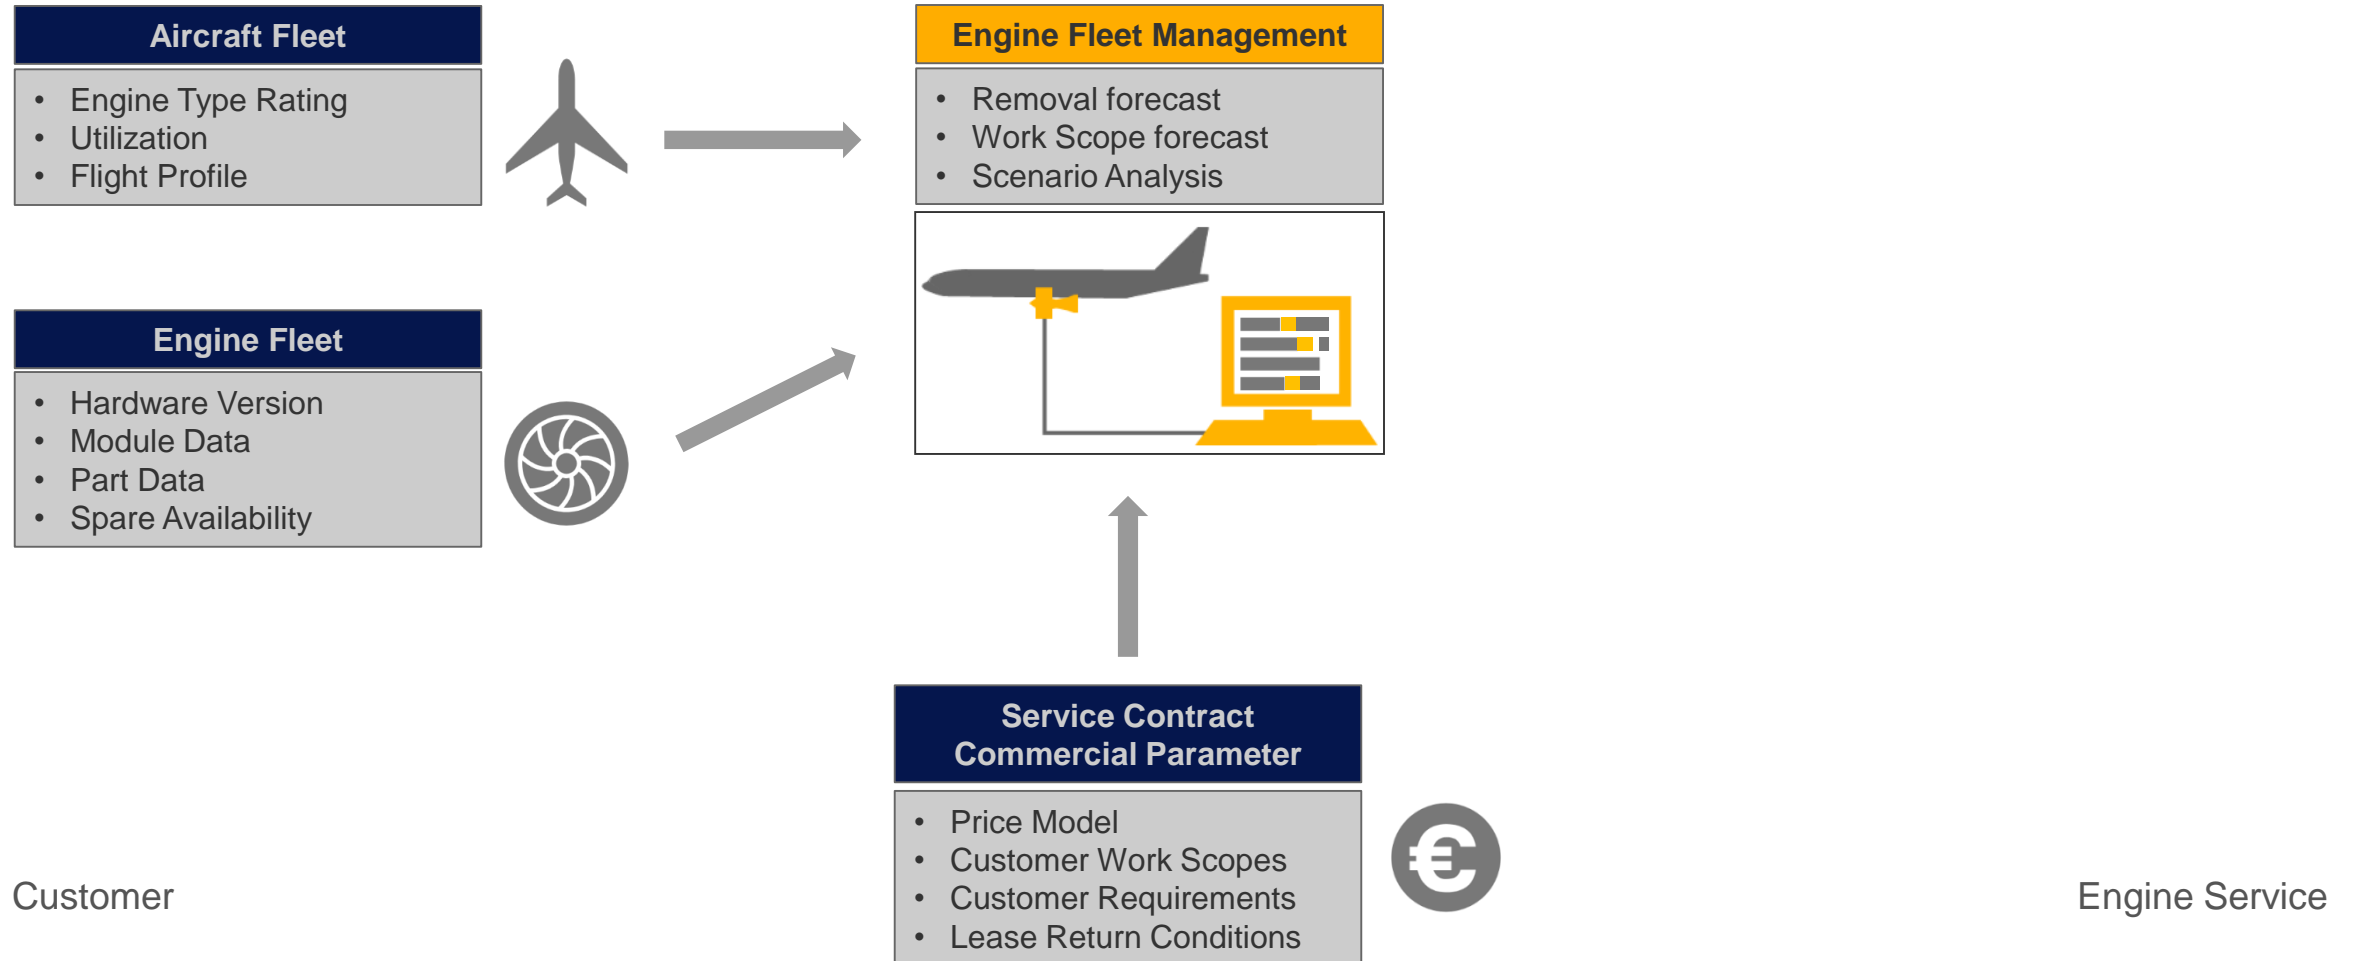 Aircraft Fleet
• Engine Type Rating
• Utilization
• Flight Profile
Engine Fleet Management
• Removal forecast
• Work Scope forecast
• Scenario Analysis
Engine Fleet
• Hardware Version
• Module Data
• Part Data
• Spare Availability
Service Contract
Commercial Parameter
• Price Model
• Customer Work Scopes
• Customer Requirements
• Lease Return Conditions
€
Customer
Engine Service